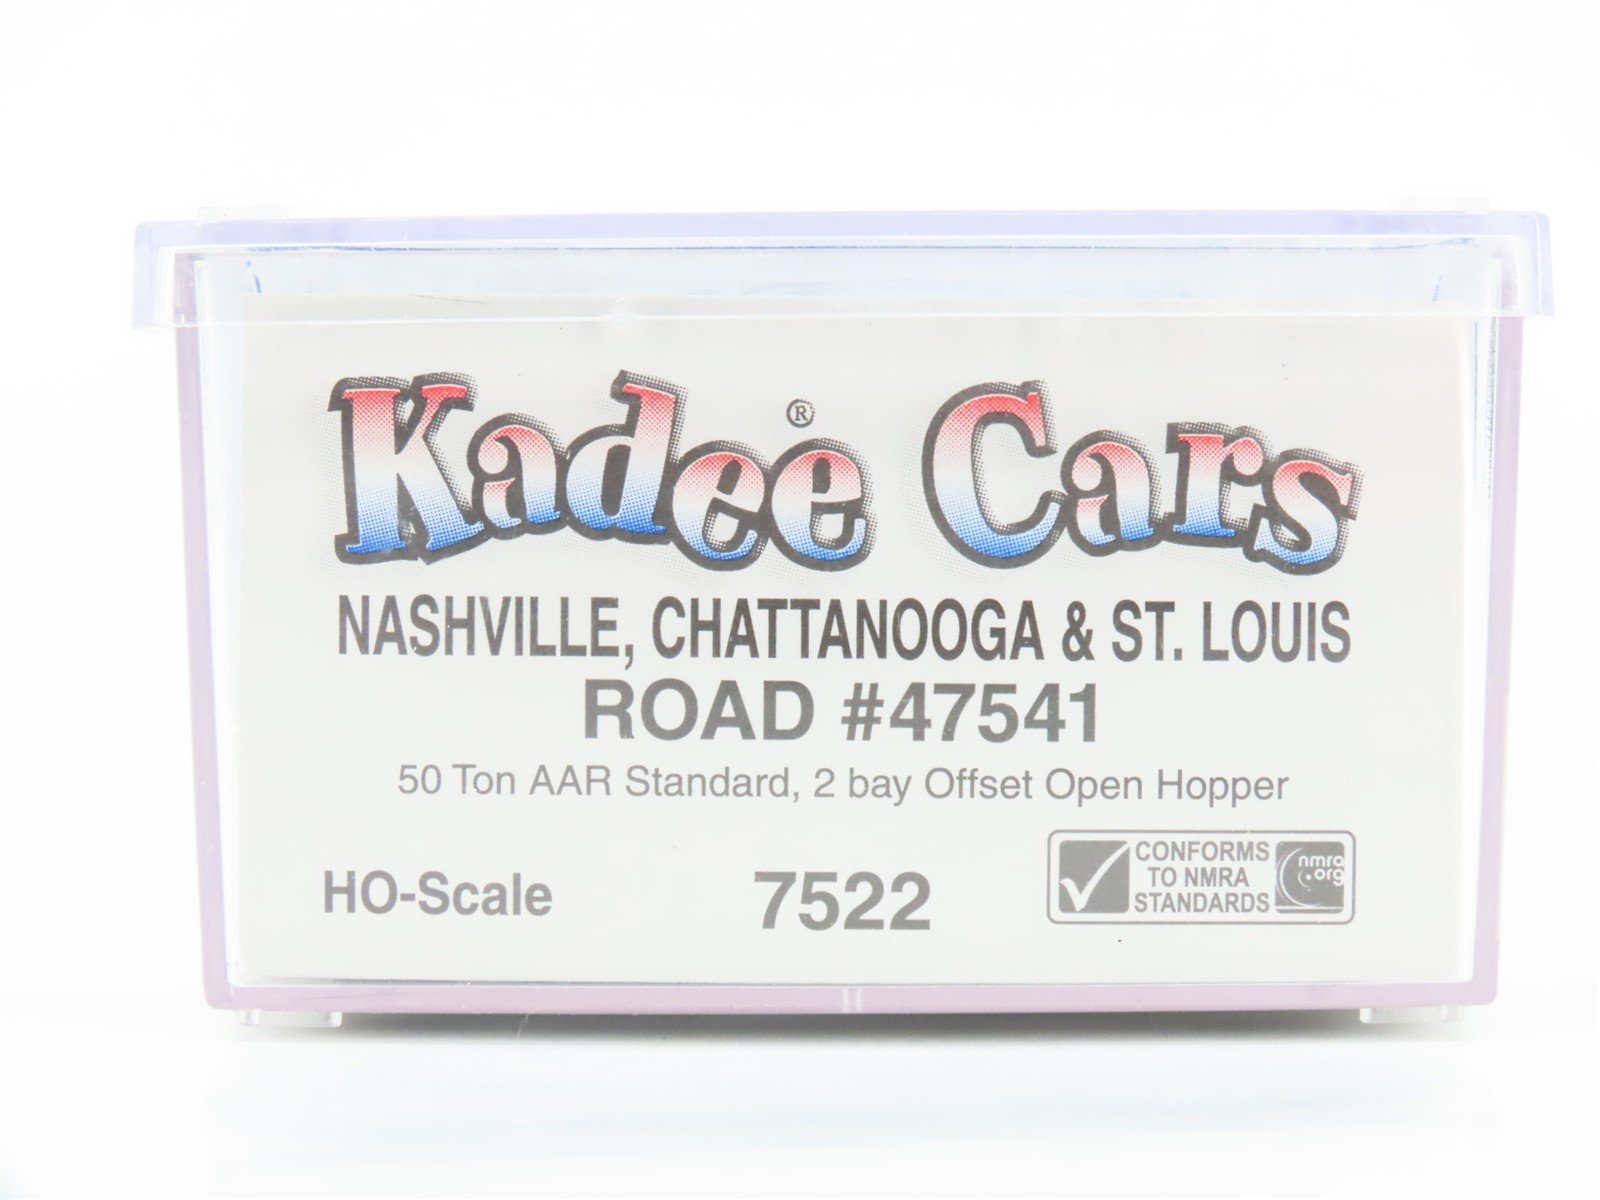 Kadee® Cars
NASHVILLE, CHATTANOOGA & ST. LOUIS
ROAD #47541
50 Ton AAR Standard, 2 bay Offset Open Hopper
HO-Scale
7522
CONFORMS
TO NMRA
STANDARDS
nmra
org